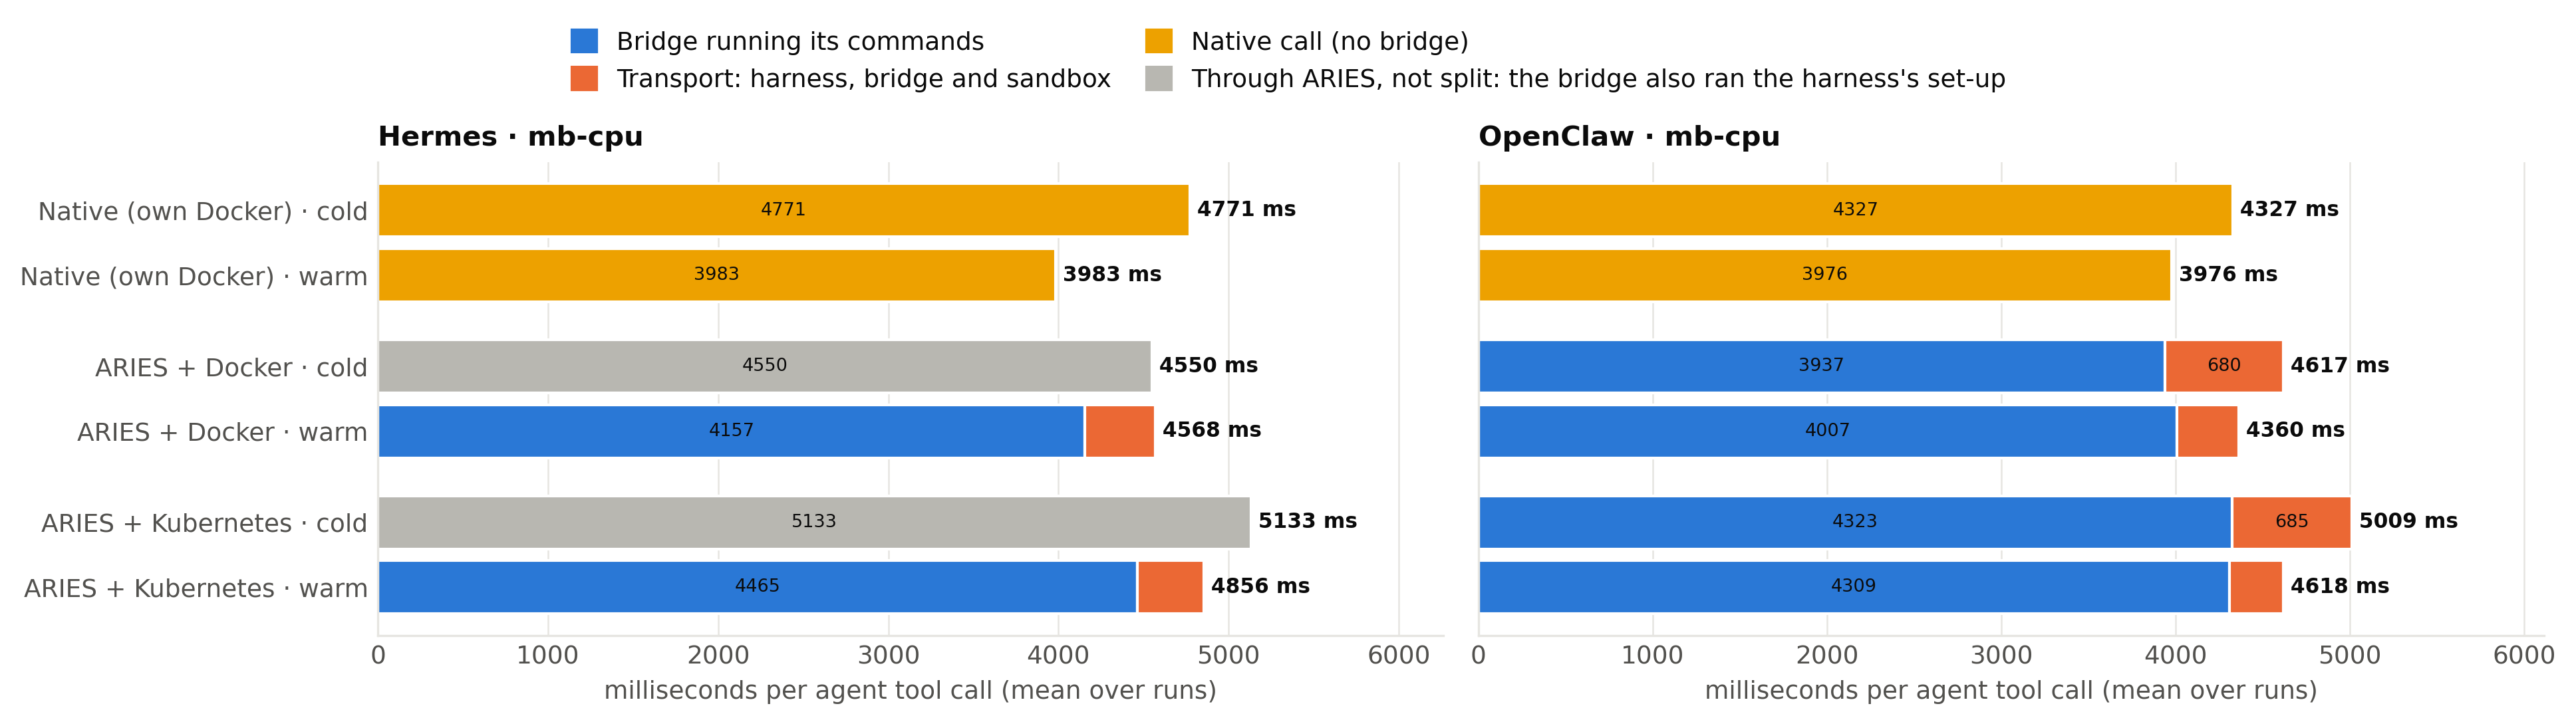 Bridge running its commands
Native call (no bridge)
Transport: harness, bridge and sandbox
Through ARIES, not split: the bridge also ran the harness's set-up
Hermes · mb-cpu
Native (own Docker) · cold
4771
4771 ms
Native (own Docker) · warm
3983
3983 ms
ARIES + Docker · cold
4550
4550 ms
ARIES + Docker · warm
4157
4568 ms
ARIES + Kubernetes · cold
5133
5133 ms
ARIES + Kubernetes · warm
4465
4856 ms
0 1000 2000 3000 4000 5000 6000
milliseconds per agent tool call (mean over runs)
OpenClaw · mb-cpu
4327
4327 ms
3976
3976 ms
3937
680
4617 ms
4007
4360 ms
4323
685
5009 ms
4309
4618 ms
0 1000 2000 3000 4000 5000 6000
milliseconds per agent tool call (mean over runs)